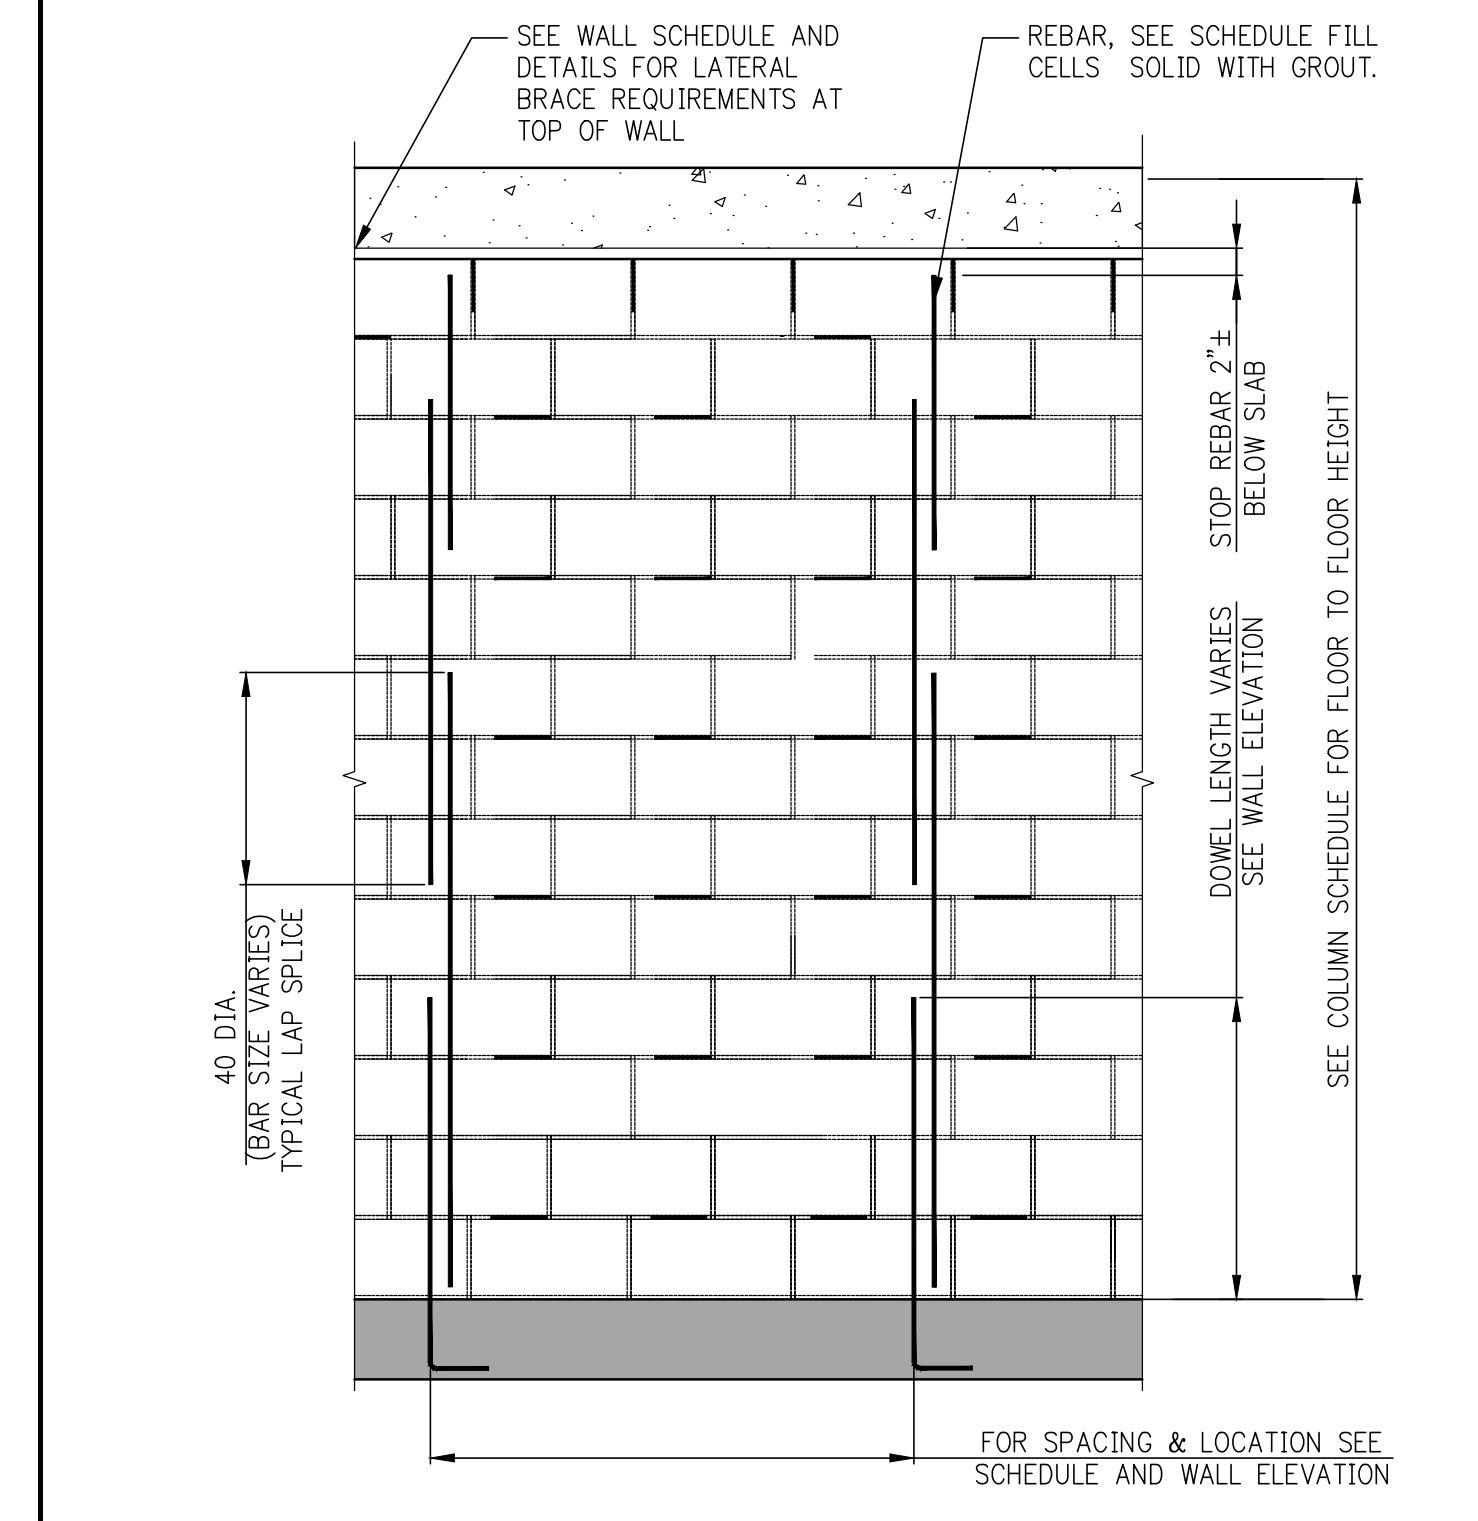 SEE WALL SCHEDULE AND
DETAILS FOR LATERAL
BRACE REQUIREMENTS AT
TOP OF WALL
REBAR, SEE SCHEDULE FILL
CELLS SOLID WITH GROUT.
STOP REBAR 2"±
BELOW SLAB
DOWEL LENGTH VARIES
SEE WALL ELEVATION
SEE COLUMN SCHEDULE FOR FLOOR TO FLOOR HEIGHT
40 DIA.
(BAR SIZE VARIES)
TYPICAL LAP SPLICE
FOR SPACING & LOCATION SEE
SCHEDULE AND WALL ELEVATION